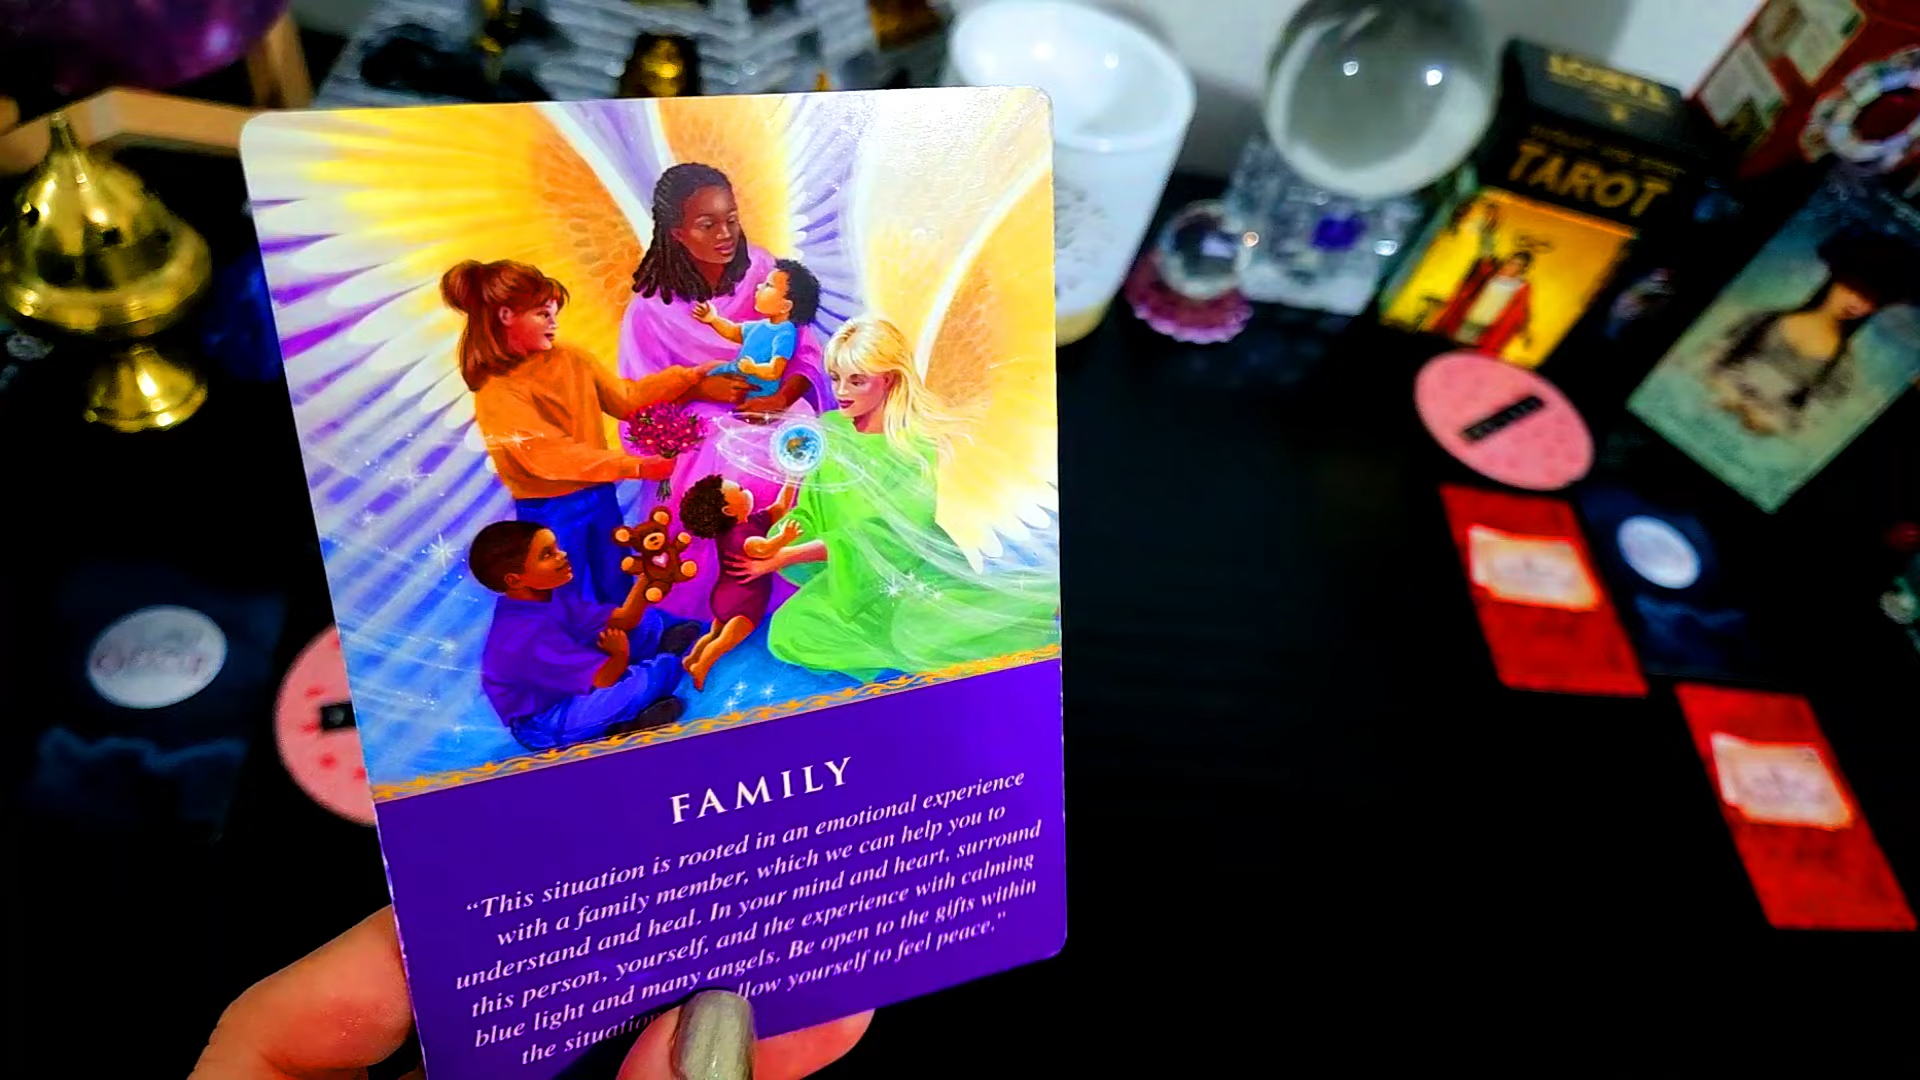 TAROT
FAMILY
“This situation is rooted in an emotional experience
with a family member, which we can help you to
understand and heal. In your mind and heart, surround
this person, yourself, and the experience with calming
blue light and many angels. Be open to the gifts within
the situation llow yourself to feel peace.”